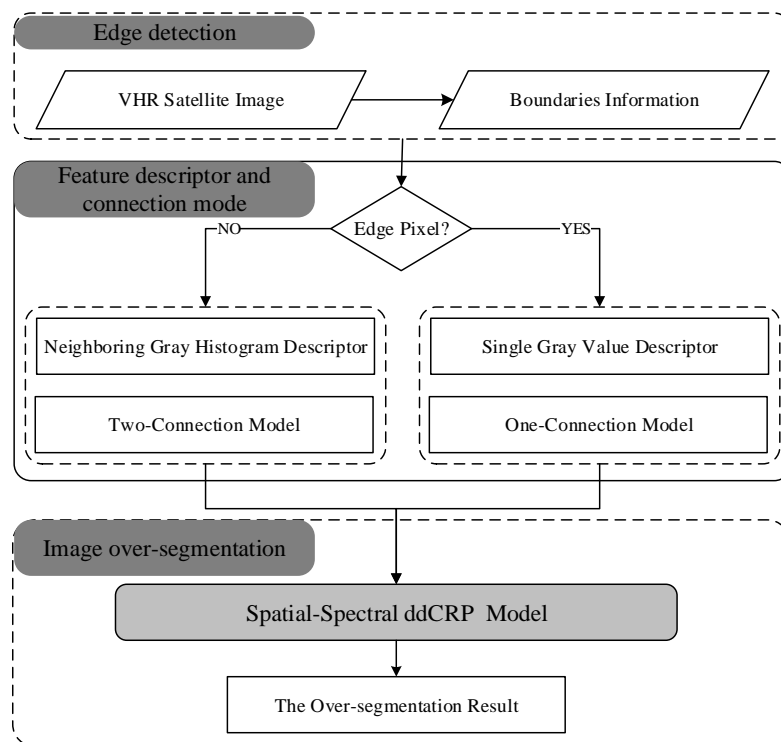 Edge detection
VHR Satellite Image
Boundaries Information
Feature descriptor and
connection mode
Edge Pixel?
NO
YES
Neighboring Gray Histogram Descriptor
Single Gray Value Descriptor
Two-Connection Model
One-Connection Model
Image over-segmentation
Spatial-Spectral ddCRP Model
The Over-segmentation Result